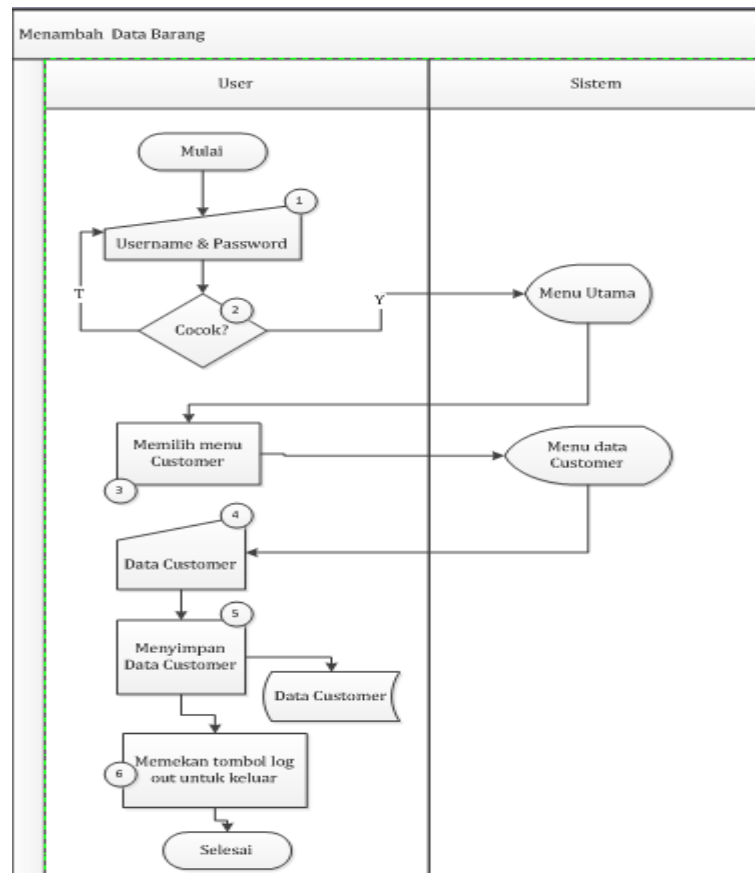 Menambah Data Barang
User
Sistem
Mulai
1
Username & Password
T
2
Cocok?
Y
Menu Utama
Memilih menu
Customer
3
Menu data
Customer
4
Data Customer
5
Menyimpan
Data Customer
Data Customer
Memekan tombol log
out untuk keluar
6
Selesai